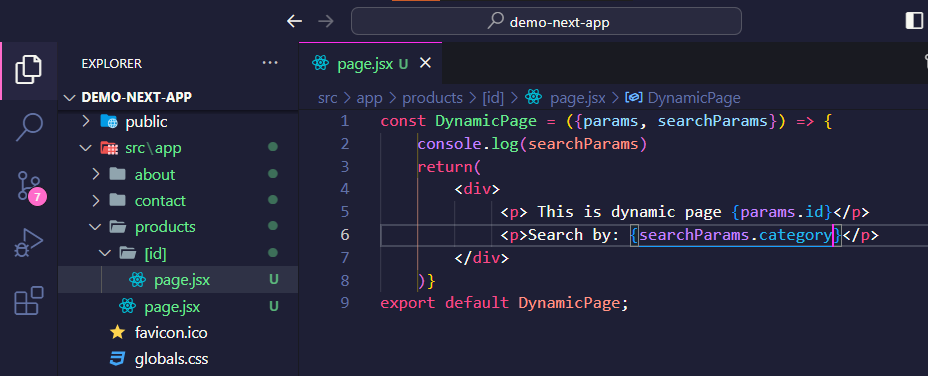 demo-next-app
EXPLORER
page.jsx U
DEMO-NEXT-APP
src > app > products > [id] > page.jsx > DynamicPage
public
src\app
about
contact
products
[id]
page.jsx U
page.jsx U
favicon.ico
globals.css
7
1 const DynamicPage = ({params, searchParams}) => {
2 console.log(searchParams)
3 return(
4 <div>
5 <p> This is dynamic page {params.id}</p>
6 <p>Search by: {searchParams.category}</p>
7 </div>
8 )}
9 export default DynamicPage;